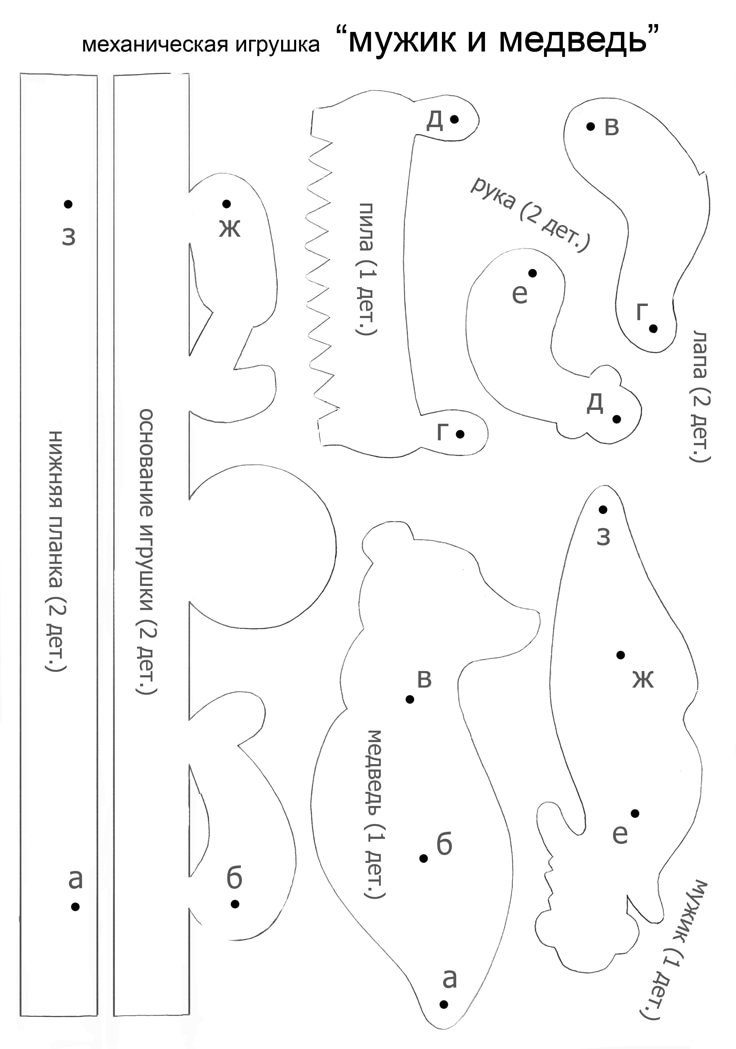 механическая игрушка “мужик и медведь”
з
нижняя планка (2 дет.)
а
основание игрушки (2 дет.)
ж
б
д
пила (1 дет.)
г
рука (2 дет.)
е
д
в
г
лапа (2 дет.)
в
медведь (1 дет.)
б
а
з
ж
е
мужик (1 дет.)